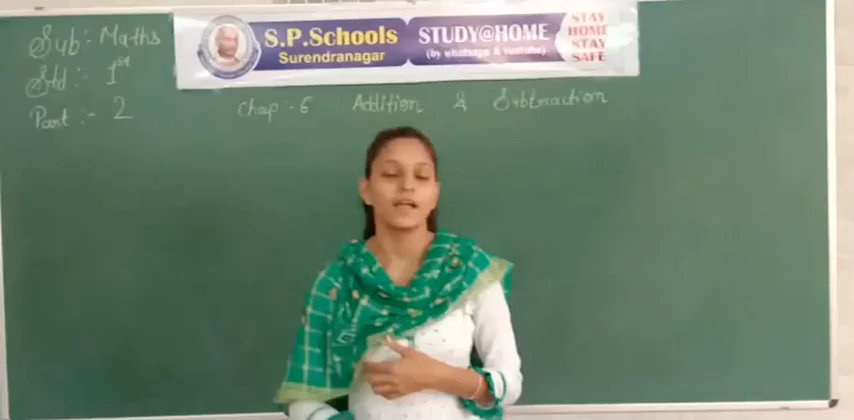 Sub :- Maths
Std :- 1st
Part :- 2
S.P.Schools
Surendranagar
STUDY@HOME
(by whatsapp & youtube)
STAY
HOME
STAY
SAFE
Chap - 6 Addition & Subtraction